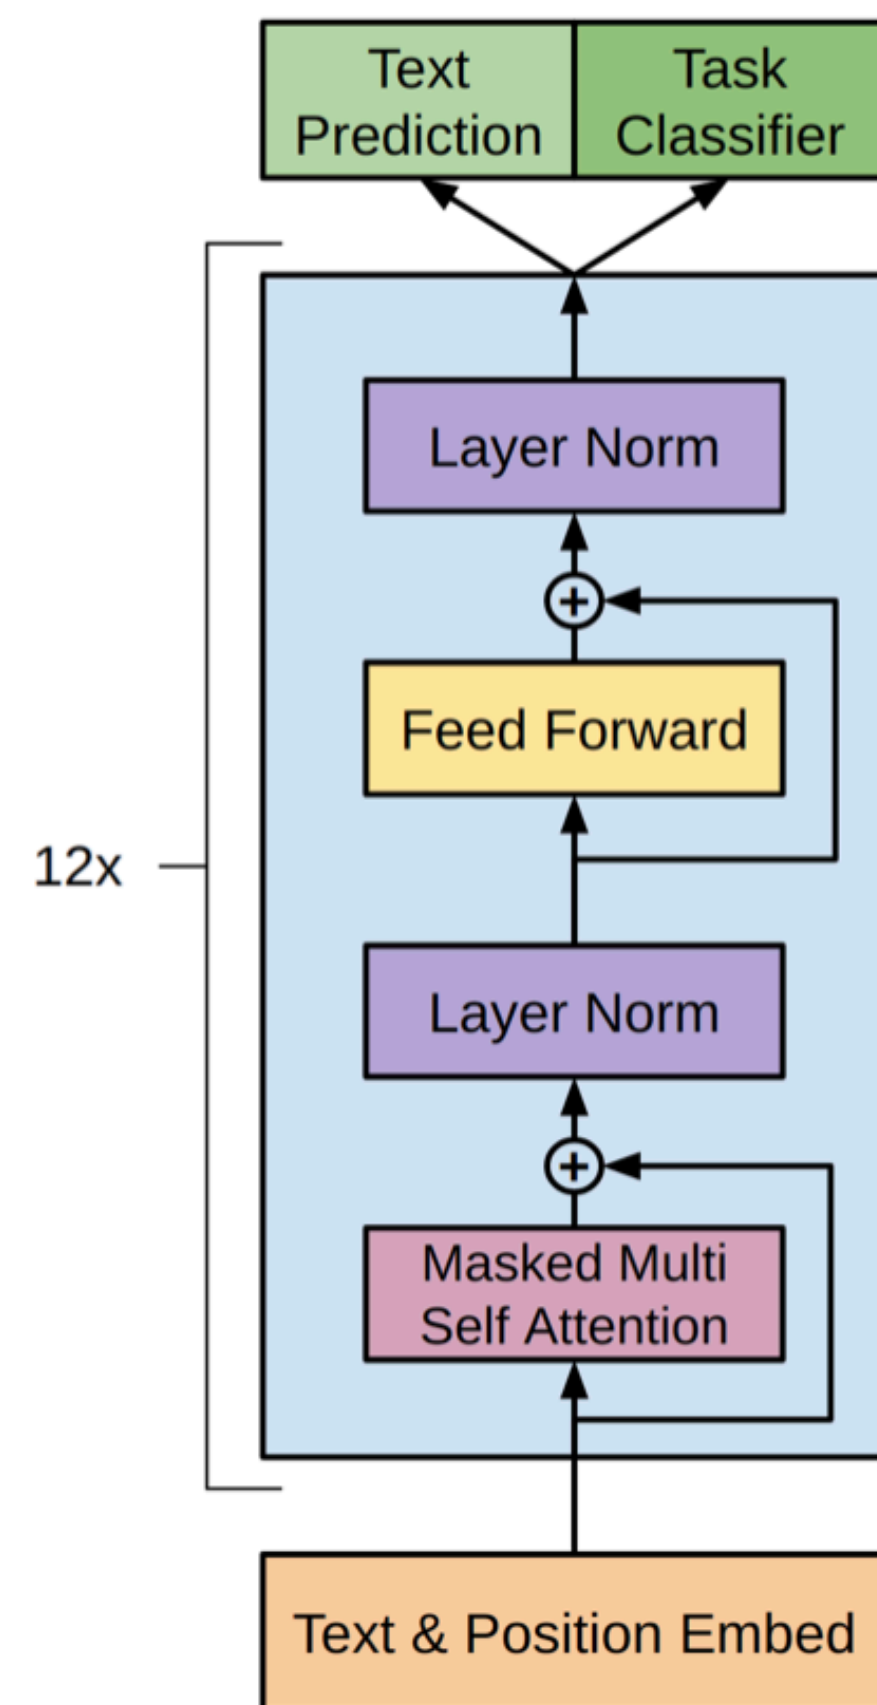 Text
Prediction
Task
Classifier
Layer Norm
+
Feed Forward
12x
Layer Norm
+
Masked Multi
Self Attention
Text & Position Embed